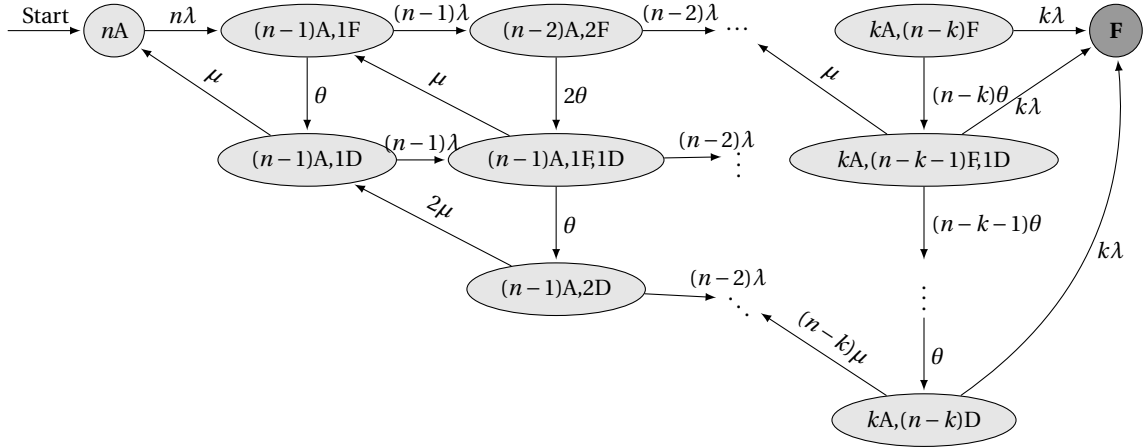 Start
nA
nλ
(n−1)A,1F
(n−1)λ
(n−2)A,2F
(n−2)λ
⋯
kA,(n−k)F
kλ
F
μ
θ
μ
2θ
μ
(n−k)θ
kλ
(n−1)A,1D
(n−1)λ
(n−1)A,1F,1D
(n−2)λ
⋮
kA,(n−k−1)F,1D
2μ
θ
(n−k−1)θ
kλ
(n−1)A,2D
(n−2)λ
⋱
⋮
(n−k)μ
θ
kA,(n−k)D